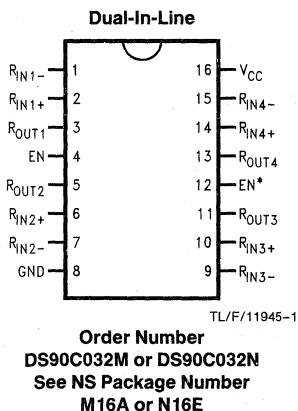 Dual-In-Line
RIN1− 1 16 VCC
RIN1+ 2 15 RIN4−
ROUT1 3 14 RIN4+
EN 4 13 ROUT4
ROUT2 5 12 EN*
RIN2+ 6 11 ROUT3
RIN2− 7 10 RIN3+
GND 8 9 RIN3−
TL/F/11945-1
Order Number
DS90C032M or DS90C032N
See NS Package Number
M16A or N16E